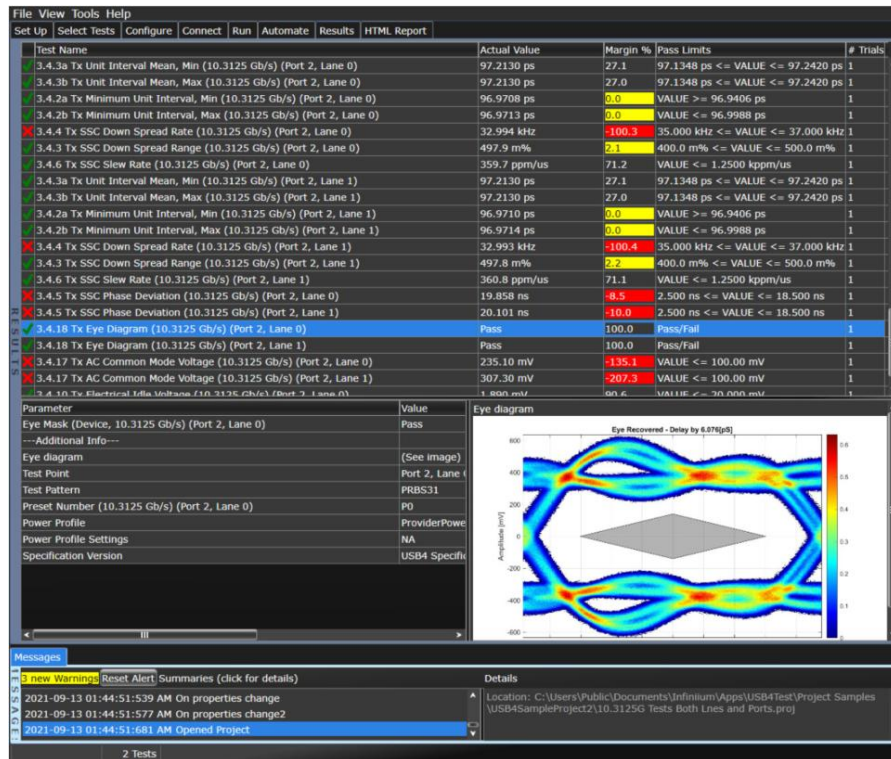 File View Tools Help
Set Up Select Tests Configure Connect Run Automate Results HTML Report
Test Name Actual Value Margin % Pass Limits # Trials
3.4.3a Tx Unit Interval Mean, Min (10.3125 Gb/s) (Port 2, Lane 0) 97.2130 ps 27.1 97.1348 ps <= VALUE <= 97.2420 ps 1
3.4.3b Tx Unit Interval Mean, Max (10.3125 Gb/s) (Port 2, Lane 0) 97.2130 ps 27.0 97.1348 ps <= VALUE <= 97.2420 ps 1
3.4.2a Tx Minimum Unit Interval, Min (10.3125 Gb/s) (Port 2, Lane 0) 96.9708 ps 0.0 VALUE >= 96.9406 ps 1
3.4.2b Tx Minimum Unit Interval, Max (10.3125 Gb/s) (Port 2, Lane 0) 96.9713 ps 0.0 VALUE <= 96.9988 ps 1
3.4.4 Tx SSC Down Spread Rate (10.3125 Gb/s) (Port 2, Lane 0) 32.994 kHz -100.3 35.000 kHz <= VALUE <= 37.000 kHz 1
3.4.3 Tx SSC Down Spread Range (10.3125 Gb/s) (Port 2, Lane 0) 497.9 m% 2.1 400.0 m% <= VALUE <= 500.0 m% 1
3.4.6 Tx SSC Slew Rate (10.3125 Gb/s) (Port 2, Lane 0) 359.7 ppm/us 71.2 VALUE <= 1.2500 kppm/us 1
3.4.3a Tx Unit Interval Mean, Min (10.3125 Gb/s) (Port 2, Lane 1) 97.2130 ps 27.1 97.1348 ps <= VALUE <= 97.2420 ps 1
3.4.3b Tx Unit Interval Mean, Max (10.3125 Gb/s) (Port 2, Lane 1) 97.2130 ps 27.0 97.1348 ps <= VALUE <= 97.2420 ps 1
3.4.2a Tx Minimum Unit Interval, Min (10.3125 Gb/s) (Port 2, Lane 1) 96.9710 ps 0.0 VALUE >= 96.9406 ps 1
3.4.2b Tx Minimum Unit Interval, Max (10.3125 Gb/s) (Port 2, Lane 1) 96.9714 ps 0.0 VALUE <= 96.9988 ps 1
3.4.4 Tx SSC Down Spread Rate (10.3125 Gb/s) (Port 2, Lane 1) 32.993 kHz -100.4 35.000 kHz <= VALUE <= 37.000 kHz 1
3.4.3 Tx SSC Down Spread Range (10.3125 Gb/s) (Port 2, Lane 1) 497.8 m% 2.2 400.0 m% <= VALUE <= 500.0 m% 1
3.4.6 Tx SSC Slew Rate (10.3125 Gb/s) (Port 2, Lane 1) 360.8 ppm/us 71.1 VALUE <= 1.2500 kppm/us 1
3.4.5 Tx SSC Phase Deviation (10.3125 Gb/s) (Port 2, Lane 0) 19.858 ns -8.5 2.500 ns <= VALUE <= 18.500 ns 1
3.4.5 Tx SSC Phase Deviation (10.3125 Gb/s) (Port 2, Lane 1) 20.101 ns -10.0 2.500 ns <= VALUE <= 18.500 ns 1
3.4.18 Tx Eye Diagram (10.3125 Gb/s) (Port 2, Lane 0) Pass 100.0 Pass/Fail 1
3.4.18 Tx Eye Diagram (10.3125 Gb/s) (Port 2, Lane 1) Pass 100.0 Pass/Fail 1
3.4.17 Tx AC Common Mode Voltage (10.3125 Gb/s) (Port 2, Lane 0) 235.10 mV -135.1 VALUE <= 100.00 mV 1
3.4.17 Tx AC Common Mode Voltage (10.3125 Gb/s) (Port 2, Lane 1) 307.30 mV -207.3 VALUE <= 100.00 mV 1
3.4.10 Tx Electrical Idle Voltage (10.3125 Gb/s) (Port 2, Lane 0) 1.890 mV 90.6 VALUE <= 20.000 mV 1
RESULTS
Parameter Value
Eye Mask (Device, 10.3125 Gb/s) (Port 2, Lane 0) Pass
---Additional Info---
Eye diagram (See image)
Test Point Port 2, Lane
Test Pattern PRBS31
Preset Number (10.3125 Gb/s) (Port 2, Lane 0) P0
Power Profile ProviderPowe
Power Profile Settings NA
Specification Version USB4 Specific
Eye diagram
Eye Recovered - Delay by 6.076[pS]
Amplitude [mV]
600
400
200
0
-200
-400
-600
0.6
0.5
0.4
0.3
0.2
0.1
0
Messages
3 new Warnings Reset Alert Summaries (click for details) Details
2021-09-13 01:44:51:539 AM On properties change
2021-09-13 01:44:51:577 AM On properties change2
2021-09-13 01:44:51:681 AM Opened Project
Location: C:\Users\Public\Documents\Infiniium\Apps\USB4Test\Project Samples
\USB4SampleProject2\10.3125G Tests Both Lnes and Ports.proj
MESSAGE
2 Tests